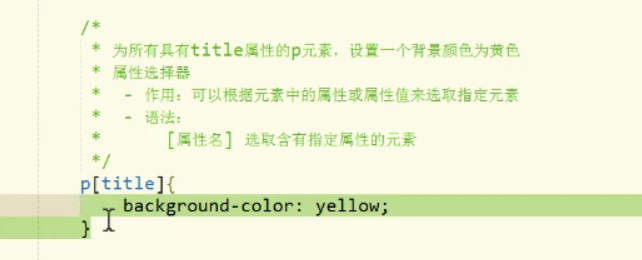 /*
* 为所有具有title属性的p元素，设置一个背景颜色为黄色
* 属性选择器
* - 作用：可以根据元素中的属性或属性值来选取指定元素
* - 语法：
* [属性名] 选取含有指定属性的元素
*/
p[title]{
background-color: yellow;
}